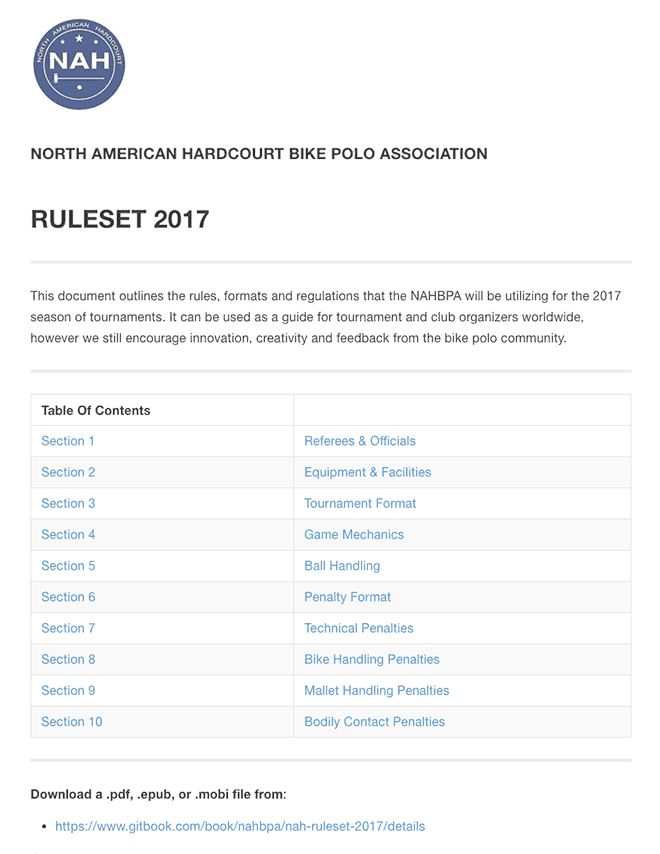 NORTH AMERICAN HARDCOURT
NAH
NORTH AMERICAN HARDCOURT BIKE POLO ASSOCIATION
RULESET 2017
This document outlines the rules, formats and regulations that the NAHBPA will be utilizing for the 2017
season of tournaments. It can be used as a guide for tournament and club organizers worldwide,
however we still encourage innovation, creativity and feedback from the bike polo community.
Table Of Contents
Section 1 Referees & Officials
Section 2 Equipment & Facilities
Section 3 Tournament Format
Section 4 Game Mechanics
Section 5 Ball Handling
Section 6 Penalty Format
Section 7 Technical Penalties
Section 8 Bike Handling Penalties
Section 9 Mallet Handling Penalties
Section 10 Bodily Contact Penalties
Download a .pdf, .epub, or .mobi file from:
• https://www.gitbook.com/book/nahbpa/nah-ruleset-2017/details